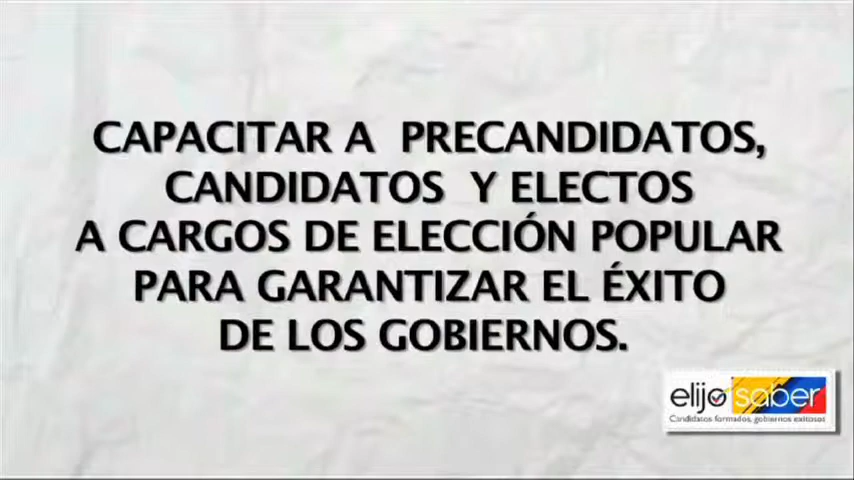 CAPACITAR A PRECANDIDATOS,
CANDIDATOS Y ELECTOS
A CARGOS DE ELECCIÓN POPULAR
PARA GARANTIZAR EL ÉXITO
DE LOS GOBIERNOS.
elijo saber
Candidatos formados, gobiernos exitosos